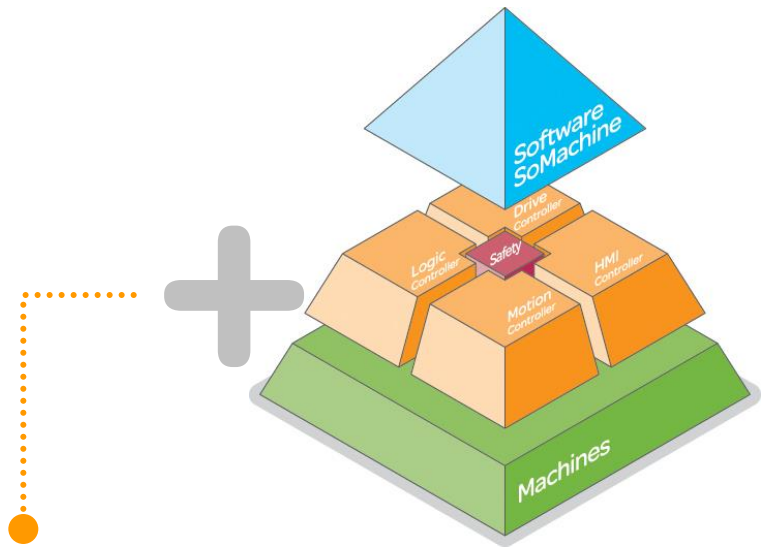 Software
SoMachine
Drive
Controller
Safety
Logic
Controller
HMI
Controller
Motion
Controller
Machines